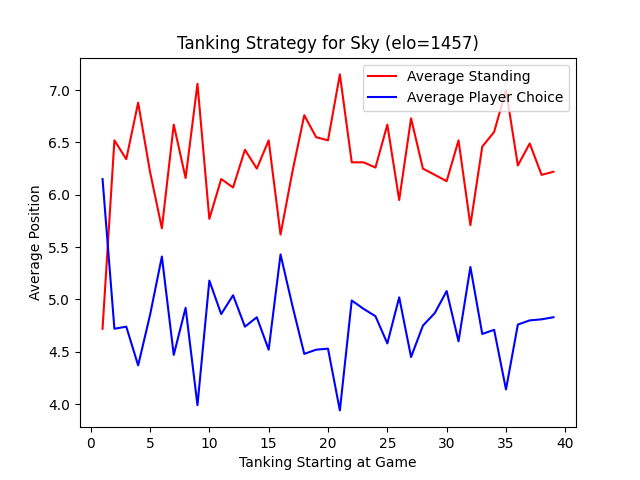 Tanking Strategy for Sky (elo=1457)
Average Standing
Average Player Choice
7.0
6.5
6.0
5.5
5.0
4.5
4.0
Average Position
0 5 10 15 20 25 30 35 40
Tanking Starting at Game